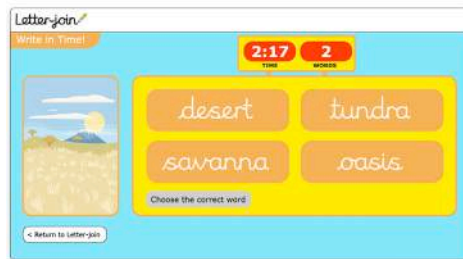 Letter-join
Write in Time!
2:17 2
TIME WORDS
desert tundra
savanna oasis
Choose the correct word
< Return to Letter-join